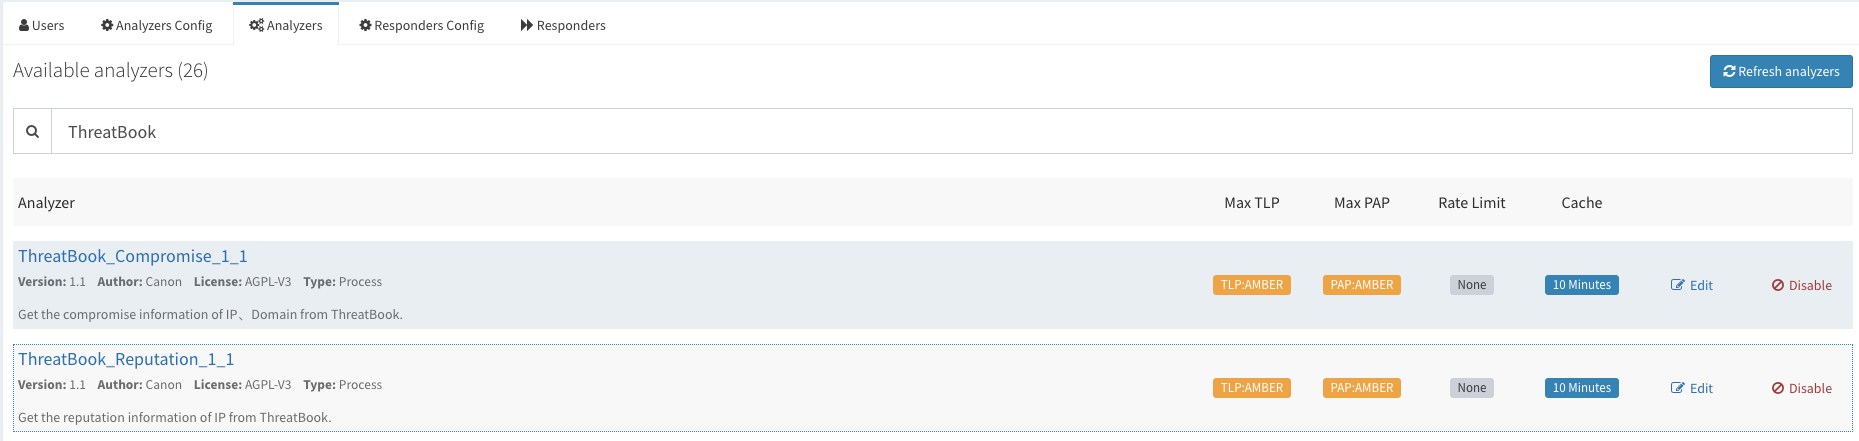 Users Analyzers Config Analyzers Responders Config Responders
Available analyzers (26) Refresh analyzers
ThreatBook
Analyzer Max TLP Max PAP Rate Limit Cache
ThreatBook_Compromise_1_1
Version: 1.1 Author: Canon License: AGPL-V3 Type: Process TLP:AMBER PAP:AMBER None 10 Minutes Edit Disable
Get the compromise information of IP、Domain from ThreatBook.
ThreatBook_Reputation_1_1
Version: 1.1 Author: Canon License: AGPL-V3 Type: Process TLP:AMBER PAP:AMBER None 10 Minutes Edit Disable
Get the reputation information of IP from ThreatBook.